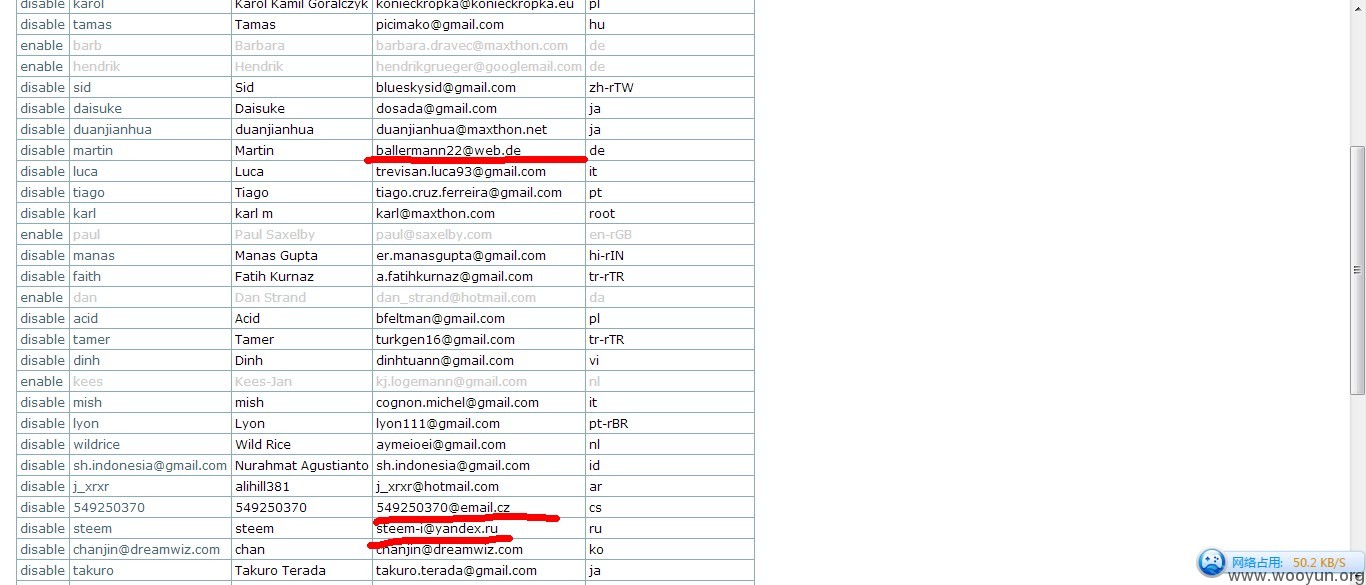 disable karol Karol Kamil Goralczyk konieckropka@konieckropka.eu pl
disable tamas Tamas picimako@gmail.com hu
enable barb Barbara barbara.dravec@maxthon.com de
enable hendrik Hendrik hendrikgrueger@googlemail.com de
disable sid Sid blueskysid@gmail.com zh-rTW
disable daisuke Daisuke dosada@gmail.com ja
disable duanjianhua duanjianhua duanjianhua@maxthon.net ja
disable martin Martin ballermann22@web.de de
disable luca Luca trevisan.luca93@gmail.com it
disable tiago Tiago tiago.cruz.ferreira@gmail.com pt
disable karl karl m karl@maxthon.com root
enable paul Paul Saxelby paul@saxelby.com en-rGB
disable manas Manas Gupta er.manasgupta@gmail.com hi-rIN
disable faith Fatih Kurnaz a.fatihkurnaz@gmail.com tr-rTR
enable dan Dan Strand dan_strand@hotmail.com da
disable acid Acid bfeltman@gmail.com pl
disable tamer Tamer turkgen16@gmail.com tr-rTR
disable dinh Dinh dinhtuann@gmail.com vi
enable kees Kees-Jan kj.logemann@gmail.com nl
disable mish mish cognon.michel@gmail.com it
disable lyon Lyon lyon111@gmail.com pt-rBR
disable wildrice Wild Rice aymeioei@gmail.com nl
disable sh.indonesia@gmail.com Nurahmat Agustianto sh.indonesia@gmail.com id
disable j_xrxr alihill381 j_xrxr@hotmail.com ar
disable 549250370 549250370 549250370@email.cz cs
disable steem steem steem-i@yandex.ru ru
disable chanjin@dreamwiz.com chan chanjin@dreamwiz.com ko
disable takuro Takuro Terada takuro.terada@gmail.com ja
网络占用: 50.2 KB/S
www.wooyun.org